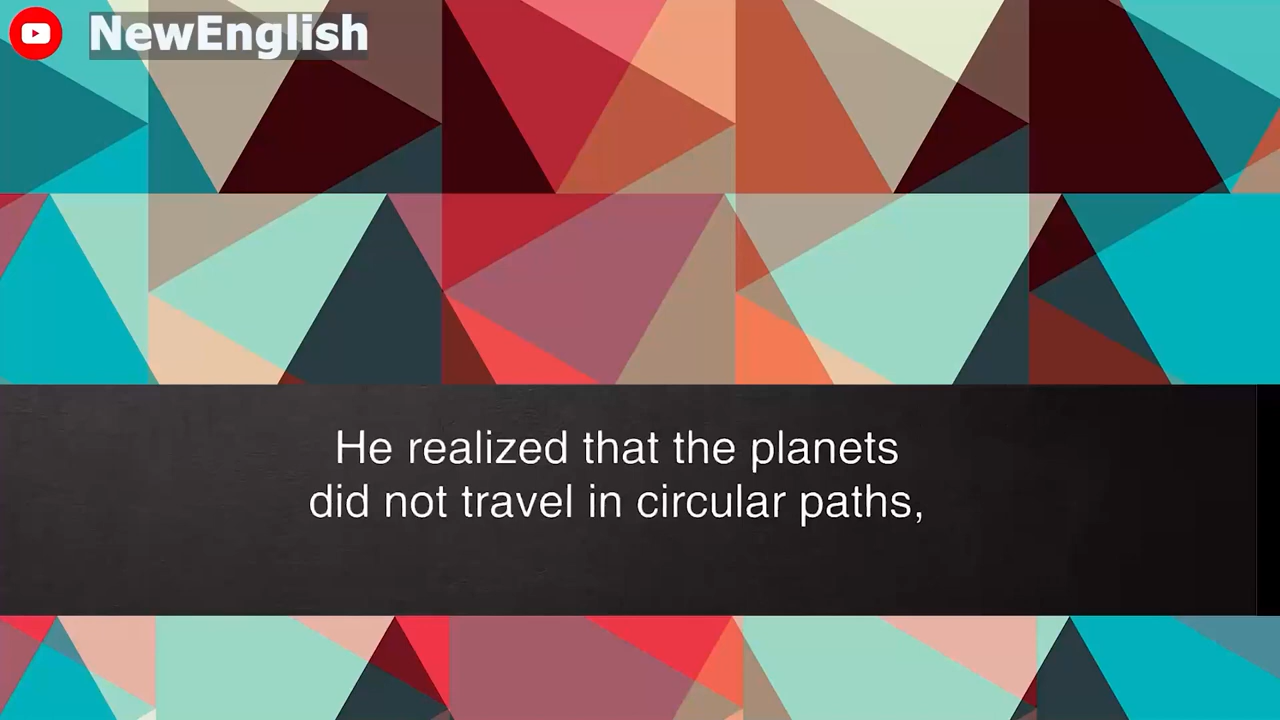 NewEnglish
He realized that the planets
did not travel in circular paths,